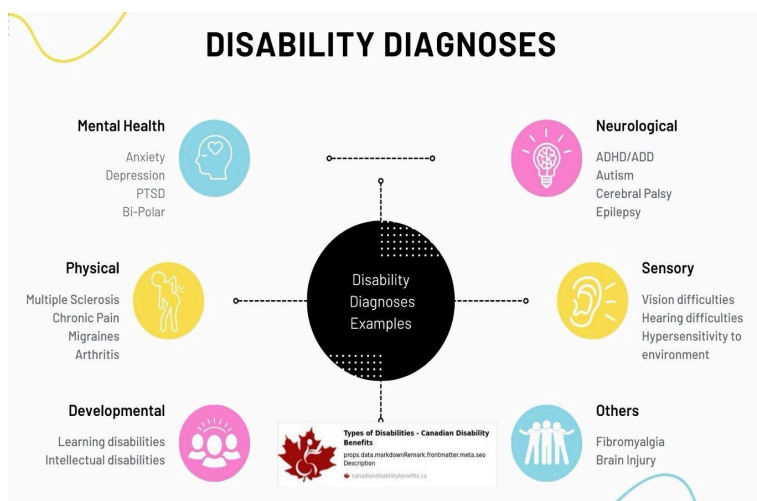 DISABILITY DIAGNOSES
Mental Health
Anxiety
Depression
PTSD
Bi-Polar
Neurological
ADHD/ADD
Autism
Cerebral Palsy
Epilepsy
Disability
Diagnoses
Examples
Physical
Multiple Sclerosis
Chronic Pain
Migraines
Arthritis
Sensory
Vision difficulties
Hearing difficulties
Hypersensitivity to
environment
Developmental
Learning disabilities
Intellectual disabilities
Types of Disabilities - Canadian Disability
Benefits
props.data.markdownRemark.frontmatter.meta.seo
Description
canadiandisabilitybenefits.ca
Others
Fibromyalgia
Brain Injury